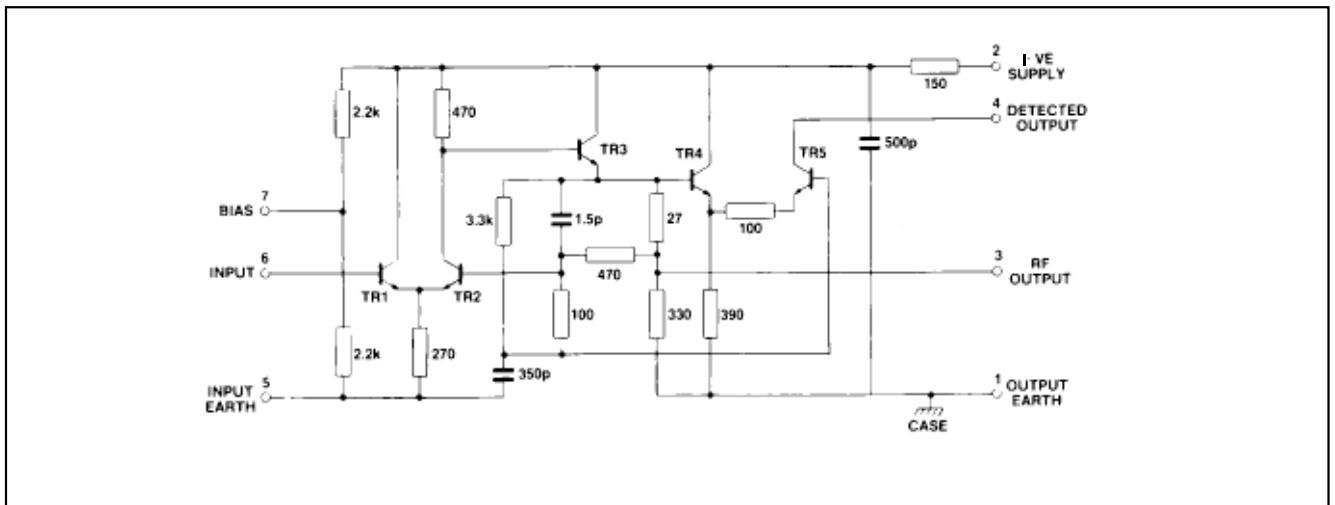 2
I- VE
SUPPLY
150
4
DETECTED
OUTPUT
2.2k
470
TR3
TR4
TR5
500p
7
BIAS
3.3k
1.5p
27
100
6
INPUT
470
3
RF
OUTPUT
TR1
TR2
100
330
390
2.2k
270
350p
5
INPUT
EARTH
1
OUTPUT
EARTH
CASE